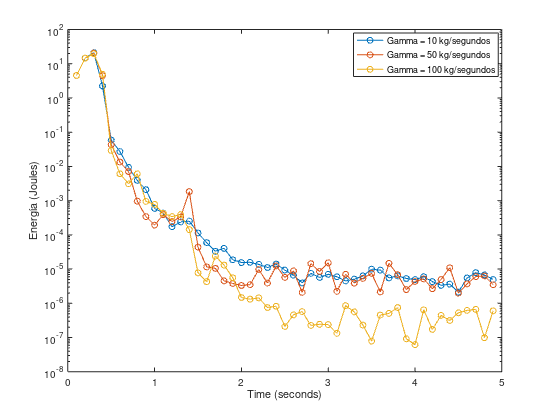 Gamma = 10 kg/segundos
Gamma = 50 kg/segundos
Gamma = 100 kg/segundos
10^2
10^1
10^0
10^-1
10^-2
10^-3
10^-4
10^-5
10^-6
10^-7
10^-8
Energía (Joules)
0 1 2 3 4 5
Time (seconds)